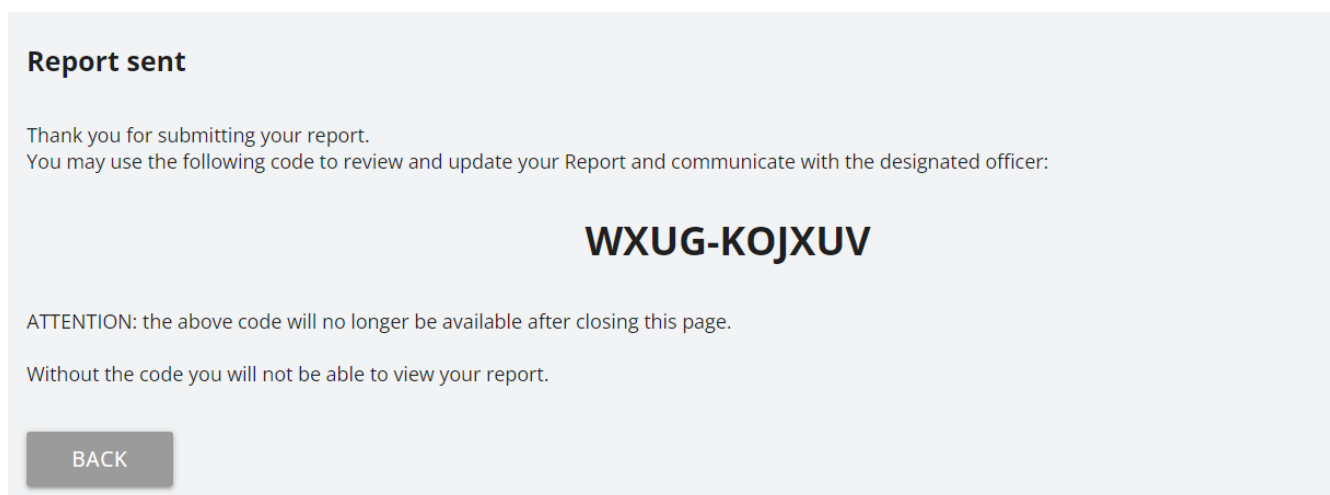 Report sent
Thank you for submitting your report.
You may use the following code to review and update your Report and communicate with the designated officer:
WXUG-KOJXUV
ATTENTION: the above code will no longer be available after closing this page.
Without the code you will not be able to view your report.
BACK